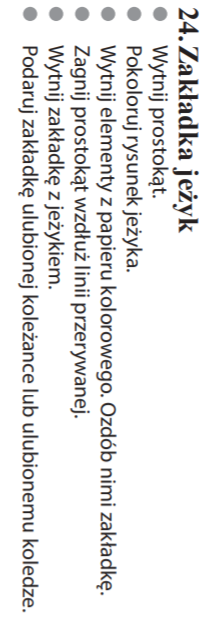 24. Zakładka jeżyk
● Wytnij prostokąt.
● Pokoloruj rysunek jeżyka.
● Wytnij elementy z papieru kolorowego. Ozdób nimi zakładkę.
● Zagnij prostokąt wzdłuż linii przerywanej.
● Wytnij zakładkę z jeżykiem.
● Podaruj zakładkę ulubionej koleżance lub ulubionemu koledze.